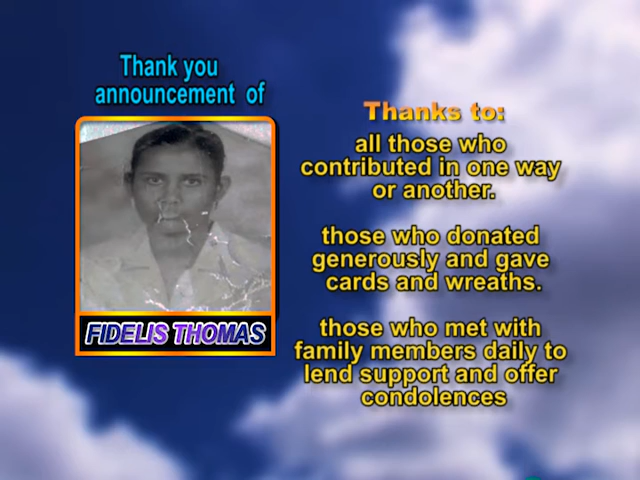 Thank you
announcement of
FIDELIS THOMAS
Thanks to:
all those who
contributed in one way
or another.
those who donated
generously and gave
cards and wreaths.
those who met with
family members daily to
lend support and offer
condolences